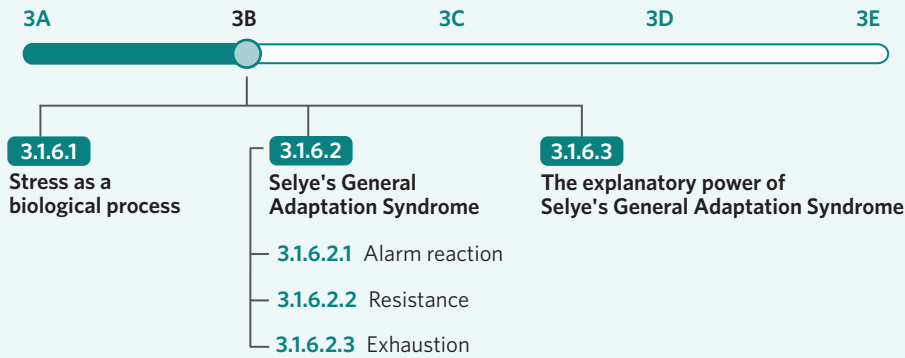 3A 3B 3C 3D 3E
3.1.6.1
Stress as a
biological process
3.1.6.2
Selye's General
Adaptation Syndrome
3.1.6.2.1 Alarm reaction
3.1.6.2.2 Resistance
3.1.6.2.3 Exhaustion
3.1.6.3
The explanatory power of
Selye's General Adaptation Syndrome